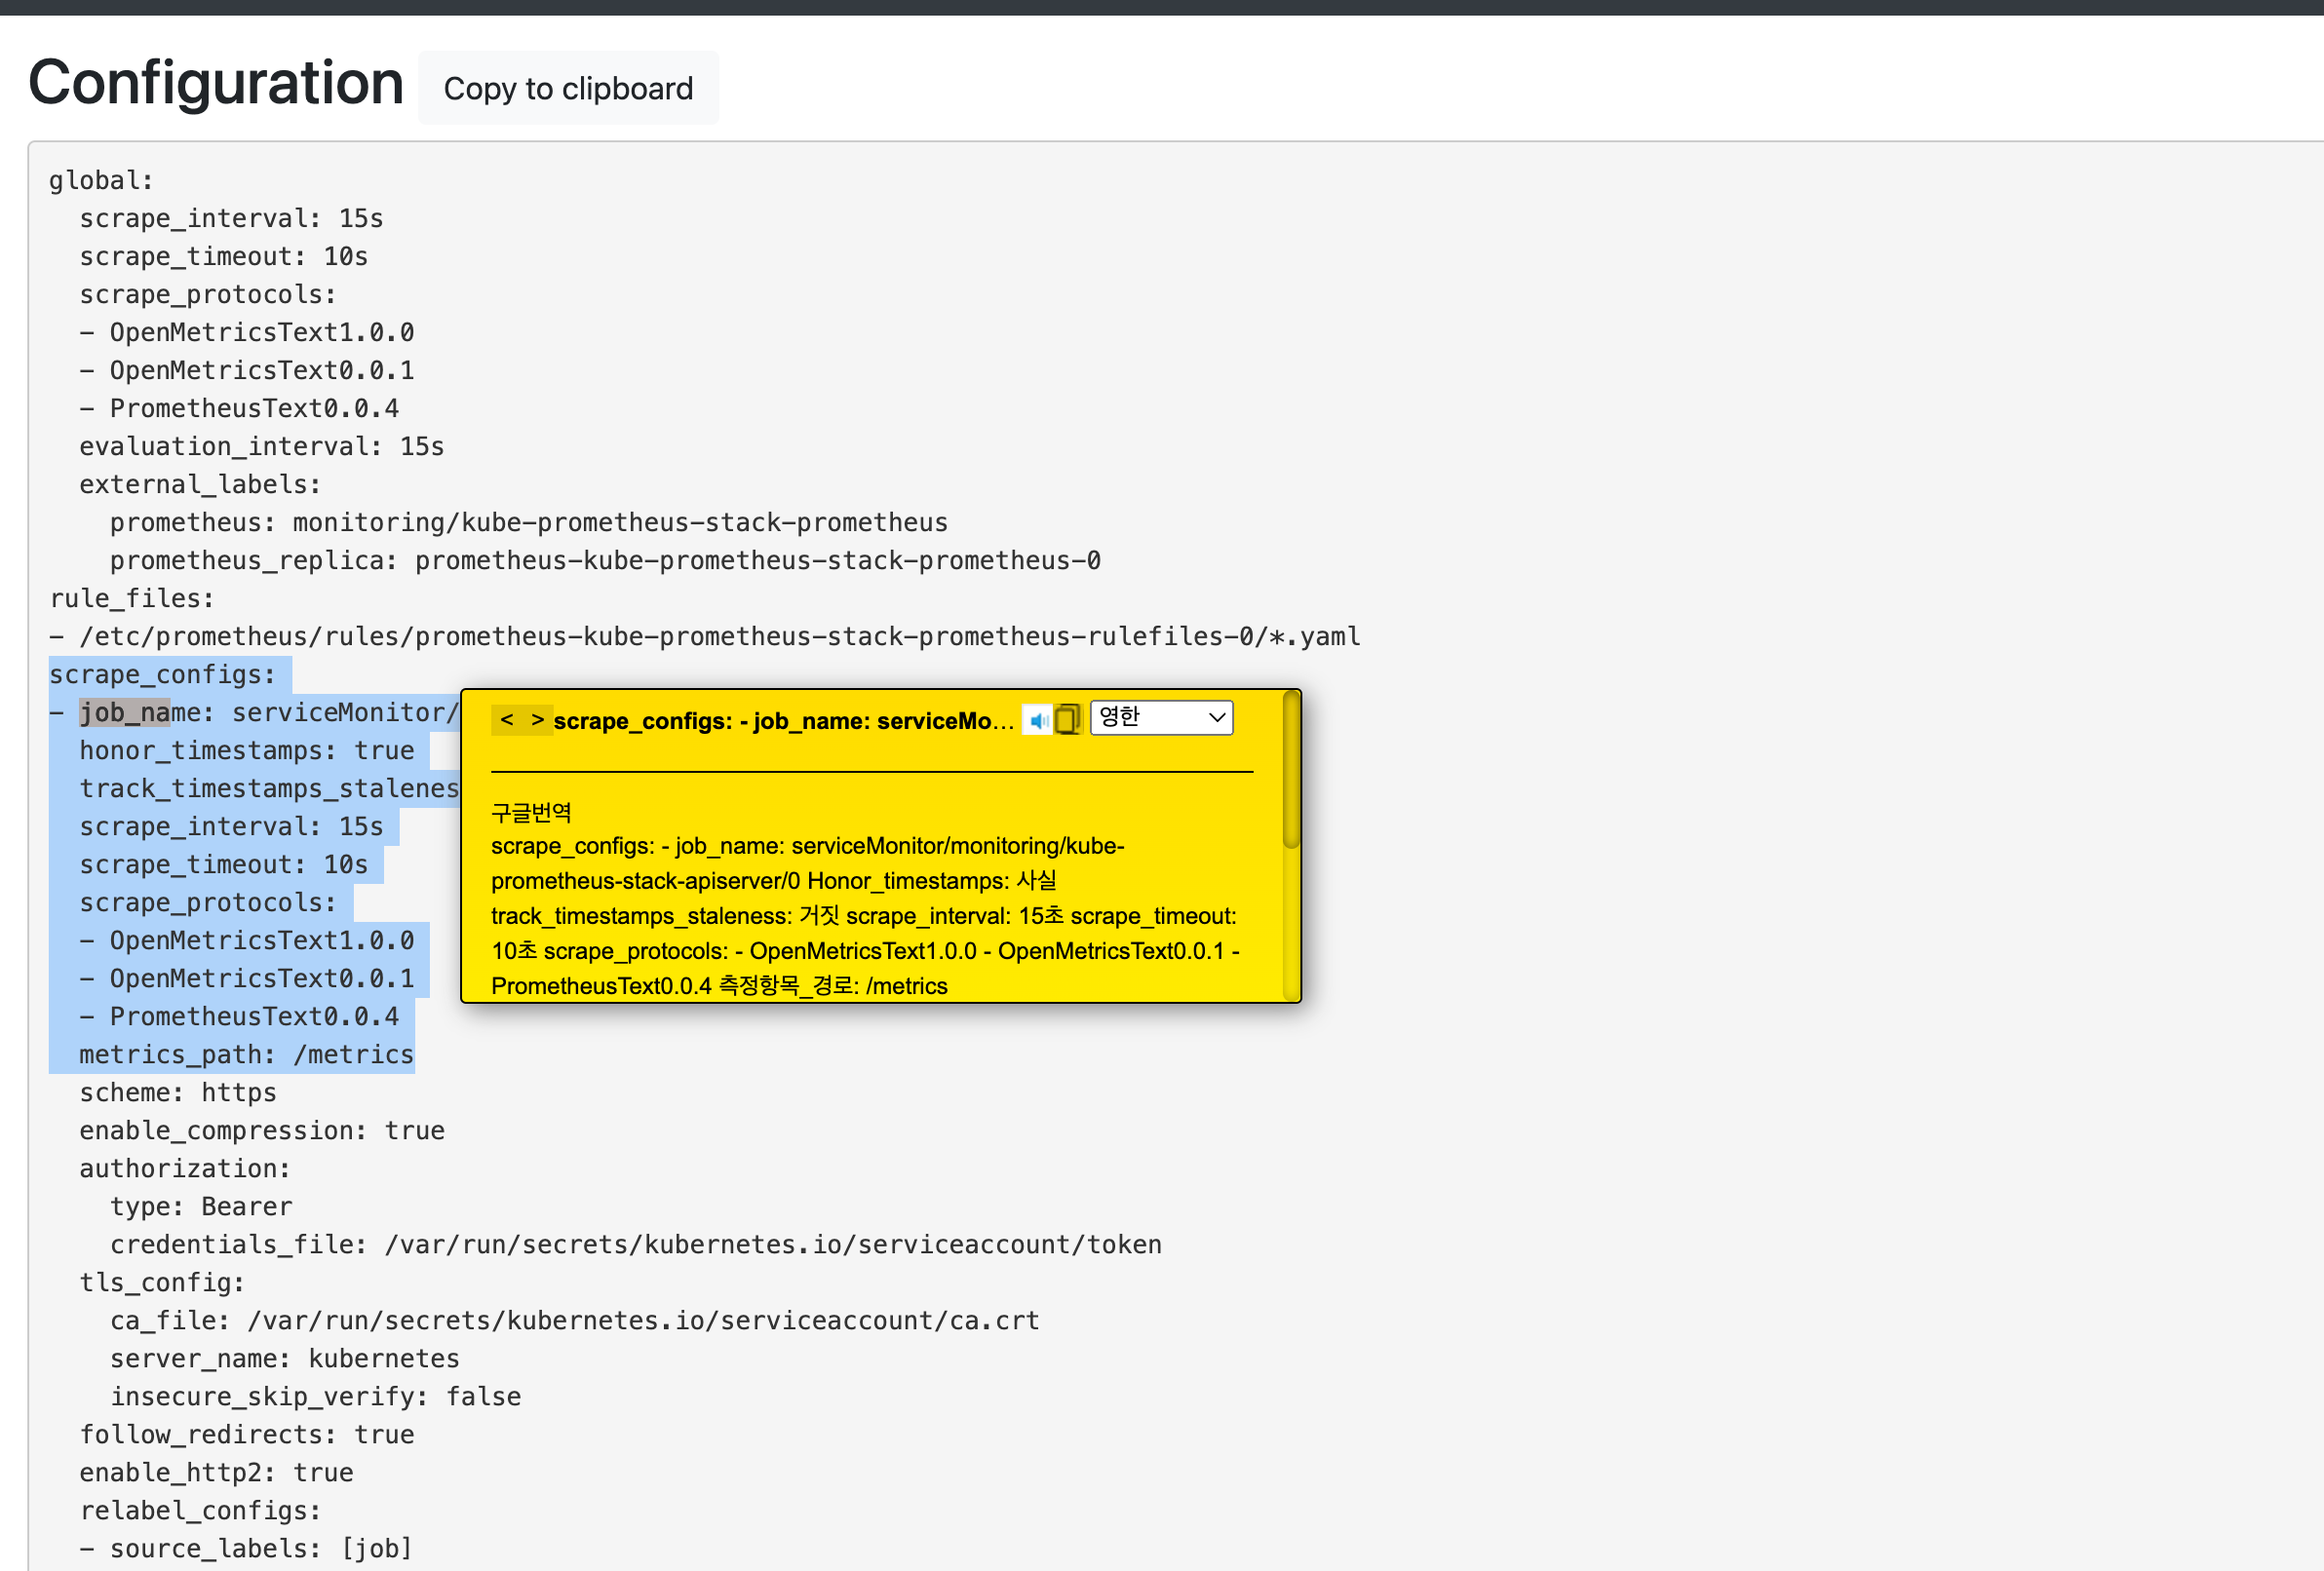 Configuration
Copy to clipboard
global:
  scrape_interval: 15s
  scrape_timeout: 10s
  scrape_protocols:
  - OpenMetricsText1.0.0
  - OpenMetricsText0.0.1
  - PrometheusText0.0.4
  evaluation_interval: 15s
  external_labels:
    prometheus: monitoring/kube-prometheus-stack-prometheus
    prometheus_replica: prometheus-kube-prometheus-stack-prometheus-0
rule_files:
- /etc/prometheus/rules/prometheus-kube-prometheus-stack-prometheus-rulefiles-0/*.yaml
scrape_configs:
- job_name: serviceMonitor/
  honor_timestamps: true
  track_timestamps_stalenes
  scrape_interval: 15s
  scrape_timeout: 10s
  scrape_protocols:
  - OpenMetricsText1.0.0
  - OpenMetricsText0.0.1
  - PrometheusText0.0.4
  metrics_path: /metrics
  scheme: https
  enable_compression: true
  authorization:
    type: Bearer
    credentials_file: /var/run/secrets/kubernetes.io/serviceaccount/token
  tls_config:
    ca_file: /var/run/secrets/kubernetes.io/serviceaccount/ca.crt
    server_name: kubernetes
    insecure_skip_verify: false
  follow_redirects: true
  enable_http2: true
  relabel_configs:
  - source_labels: [job]
< > scrape_configs: - job_name: serviceMo... 영한
구글번역
scrape_configs: - job_name: serviceMonitor/monitoring/kube-
prometheus-stack-apiserver/0 Honor_timestamps: 사실
track_timestamps_staleness: 거짓 scrape_interval: 15초 scrape_timeout:
10초 scrape_protocols: - OpenMetricsText1.0.0 - OpenMetricsText0.0.1 -
PrometheusText0.0.4 측정항목_경로: /metrics